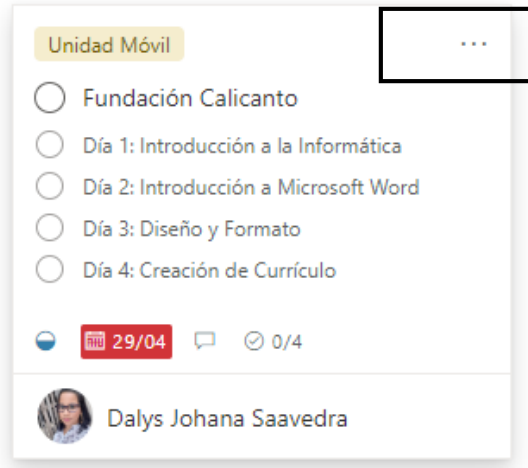 Unidad Móvil
...
Fundación Calicanto
Día 1: Introducción a la Informática
Día 2: Introducción a Microsoft Word
Día 3: Diseño y Formato
Día 4: Creación de Currículo
29/04 0/4
Dalys Johana Saavedra